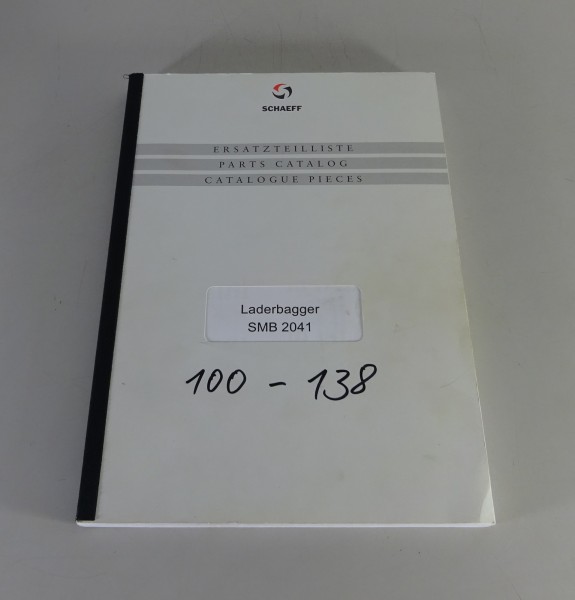 SCHAEFF
ERSATZTEILLISTE
PARTS CATALOG
CATALOGUE PIECES
Laderbagger
SMB 2041
100 - 138